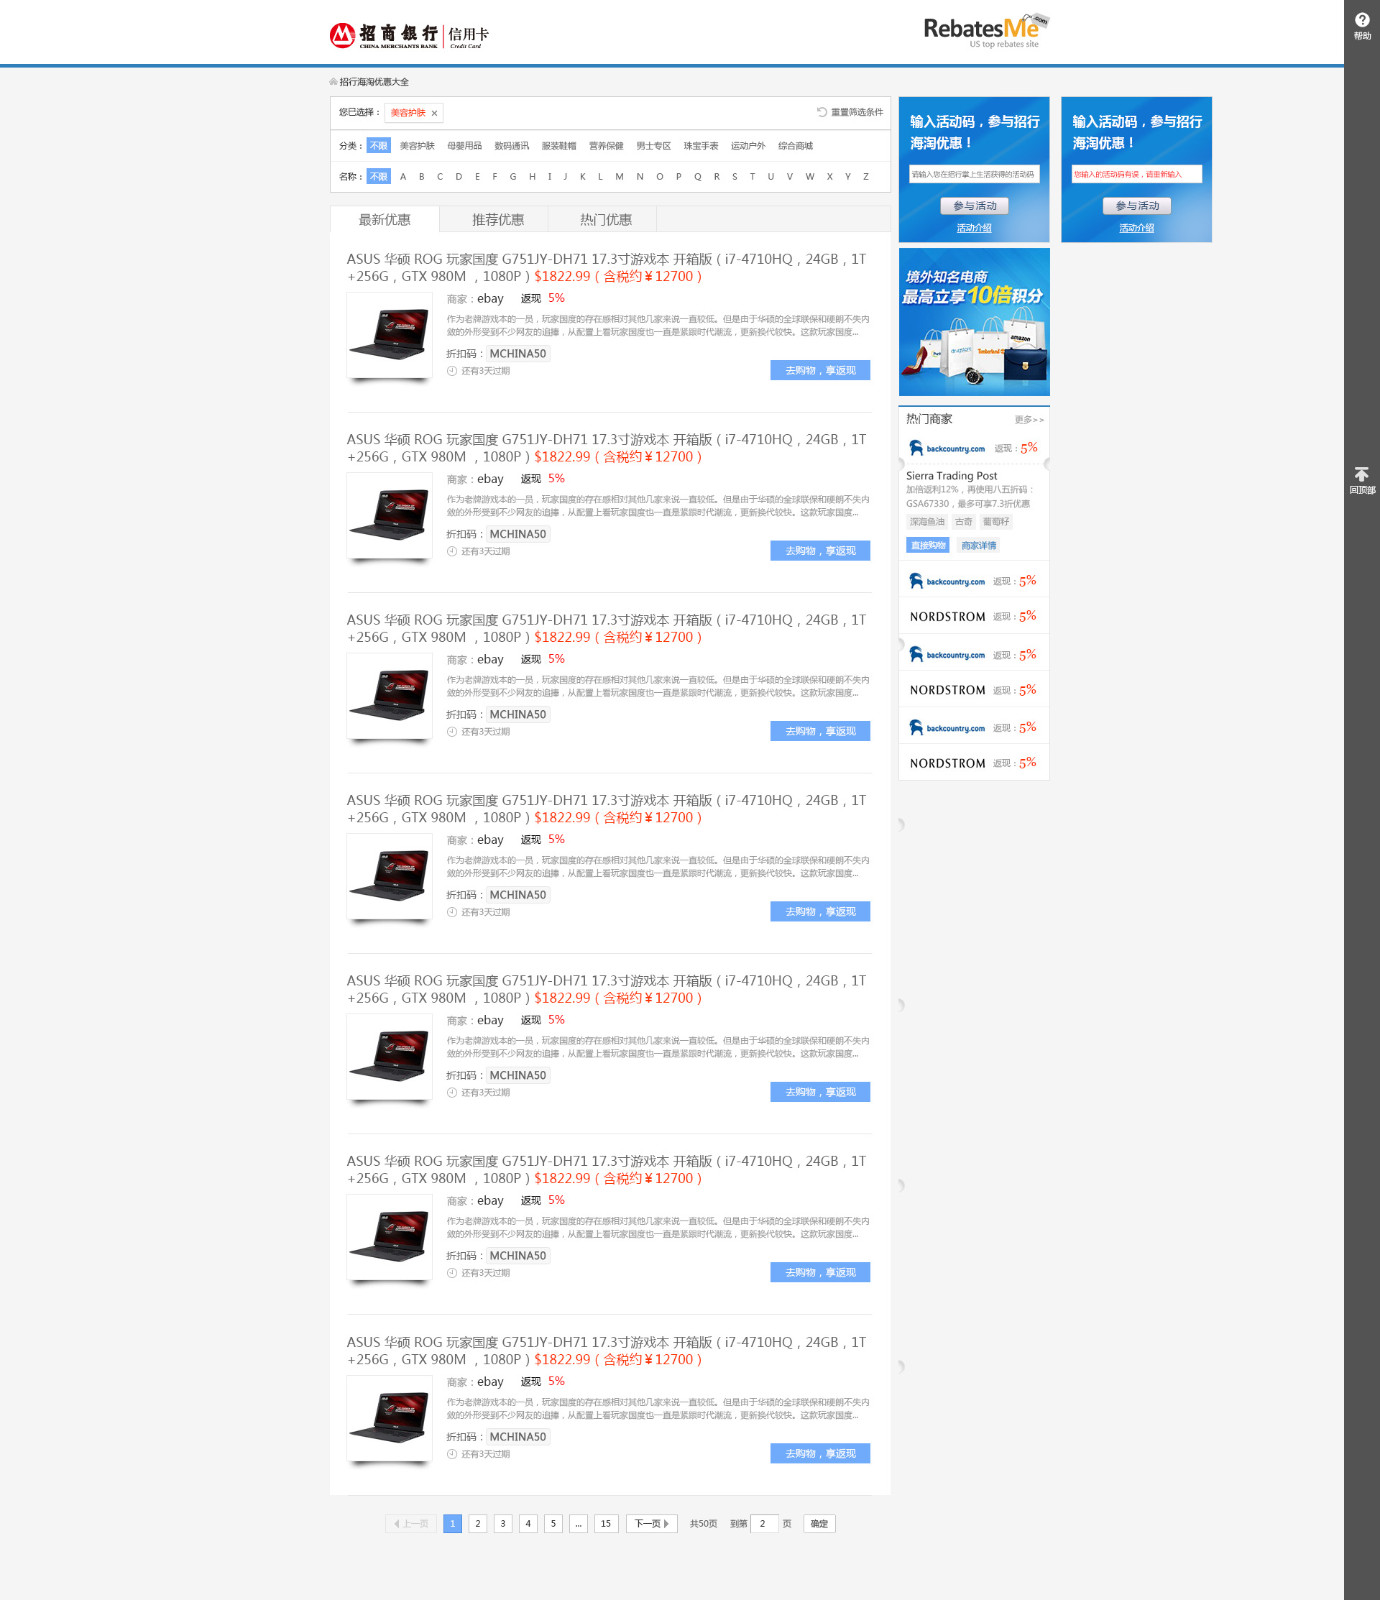 招商银行 信用卡
CHINA MERCHANTS BANK Credit Card
RebatesMe .com
US top rebates site
帮助
招行海淘优惠大全
您已选择： 美容护肤 ×
重置筛选条件
分类： 不限 美容护肤 母婴用品 数码通讯 服装鞋帽 营养保健 男士专区 珠宝手表 运动户外 综合商城
名称： 不限 A B C D E F G H I J K L M N O P Q R S T U V W X Y Z
输入活动码，参与招行
海淘优惠！
请输入您在招行掌上生活获得的活动码
参与活动
活动介绍
输入活动码，参与招行
海淘优惠！
您输入的活动码有误，请重新输入
参与活动
活动介绍
最新优惠 推荐优惠 热门优惠
ASUS 华硕 ROG 玩家国度 G751JY-DH71 17.3寸游戏本 开箱版（i7-4710HQ，24GB，1T
+256G，GTX 980M ，1080P）$1822.99（含税约￥12700）
商家：ebay 返现 5%
作为老牌游戏本的一员，玩家国度的存在感相对其他几家来说一直较低。但是由于华硕的全球联保和硬朗不失内
敛的外形受到不少网友的追捧，从配置上看玩家国度也一直是紧跟时代潮流，更新换代较快。这款玩家国度...
折扣码：MCHINA50
还有3天过期
去购物，享返现
ASUS 华硕 ROG 玩家国度 G751JY-DH71 17.3寸游戏本 开箱版（i7-4710HQ，24GB，1T
+256G，GTX 980M ，1080P）$1822.99（含税约￥12700）
商家：ebay 返现 5%
作为老牌游戏本的一员，玩家国度的存在感相对其他几家来说一直较低。但是由于华硕的全球联保和硬朗不失内
敛的外形受到不少网友的追捧，从配置上看玩家国度也一直是紧跟时代潮流，更新换代较快。这款玩家国度...
折扣码：MCHINA50
还有3天过期
去购物，享返现
ASUS 华硕 ROG 玩家国度 G751JY-DH71 17.3寸游戏本 开箱版（i7-4710HQ，24GB，1T
+256G，GTX 980M ，1080P）$1822.99（含税约￥12700）
商家：ebay 返现 5%
作为老牌游戏本的一员，玩家国度的存在感相对其他几家来说一直较低。但是由于华硕的全球联保和硬朗不失内
敛的外形受到不少网友的追捧，从配置上看玩家国度也一直是紧跟时代潮流，更新换代较快。这款玩家国度...
折扣码：MCHINA50
还有3天过期
去购物，享返现
ASUS 华硕 ROG 玩家国度 G751JY-DH71 17.3寸游戏本 开箱版（i7-4710HQ，24GB，1T
+256G，GTX 980M ，1080P）$1822.99（含税约￥12700）
商家：ebay 返现 5%
作为老牌游戏本的一员，玩家国度的存在感相对其他几家来说一直较低。但是由于华硕的全球联保和硬朗不失内
敛的外形受到不少网友的追捧，从配置上看玩家国度也一直是紧跟时代潮流，更新换代较快。这款玩家国度...
折扣码：MCHINA50
还有3天过期
去购物，享返现
ASUS 华硕 ROG 玩家国度 G751JY-DH71 17.3寸游戏本 开箱版（i7-4710HQ，24GB，1T
+256G，GTX 980M ，1080P）$1822.99（含税约￥12700）
商家：ebay 返现 5%
作为老牌游戏本的一员，玩家国度的存在感相对其他几家来说一直较低。但是由于华硕的全球联保和硬朗不失内
敛的外形受到不少网友的追捧，从配置上看玩家国度也一直是紧跟时代潮流，更新换代较快。这款玩家国度...
折扣码：MCHINA50
还有3天过期
去购物，享返现
ASUS 华硕 ROG 玩家国度 G751JY-DH71 17.3寸游戏本 开箱版（i7-4710HQ，24GB，1T
+256G，GTX 980M ，1080P）$1822.99（含税约￥12700）
商家：ebay 返现 5%
作为老牌游戏本的一员，玩家国度的存在感相对其他几家来说一直较低。但是由于华硕的全球联保和硬朗不失内
敛的外形受到不少网友的追捧，从配置上看玩家国度也一直是紧跟时代潮流，更新换代较快。这款玩家国度...
折扣码：MCHINA50
还有3天过期
去购物，享返现
ASUS 华硕 ROG 玩家国度 G751JY-DH71 17.3寸游戏本 开箱版（i7-4710HQ，24GB，1T
+256G，GTX 980M ，1080P）$1822.99（含税约￥12700）
商家：ebay 返现 5%
作为老牌游戏本的一员，玩家国度的存在感相对其他几家来说一直较低。但是由于华硕的全球联保和硬朗不失内
敛的外形受到不少网友的追捧，从配置上看玩家国度也一直是紧跟时代潮流，更新换代较快。这款玩家国度...
折扣码：MCHINA50
还有3天过期
去购物，享返现
上一页 1 2 3 4 5 ... 15 下一页 共50页 到第 2 页 确定
境外知名电商
最高立享10倍积分
drugstore
Timberland
amazon
热门商家 更多>>
backcountry.com 返现：5%
Sierra Trading Post
加倍返利12%，再使用八五折码：
GSA67330，最多可享7.3折优惠
深海鱼油 古奇 葡萄籽
直接购物 商家详情
backcountry.com 返现：5%
NORDSTROM 返现：5%
backcountry.com 返现：5%
NORDSTROM 返现：5%
backcountry.com 返现：5%
NORDSTROM 返现：5%
回顶部